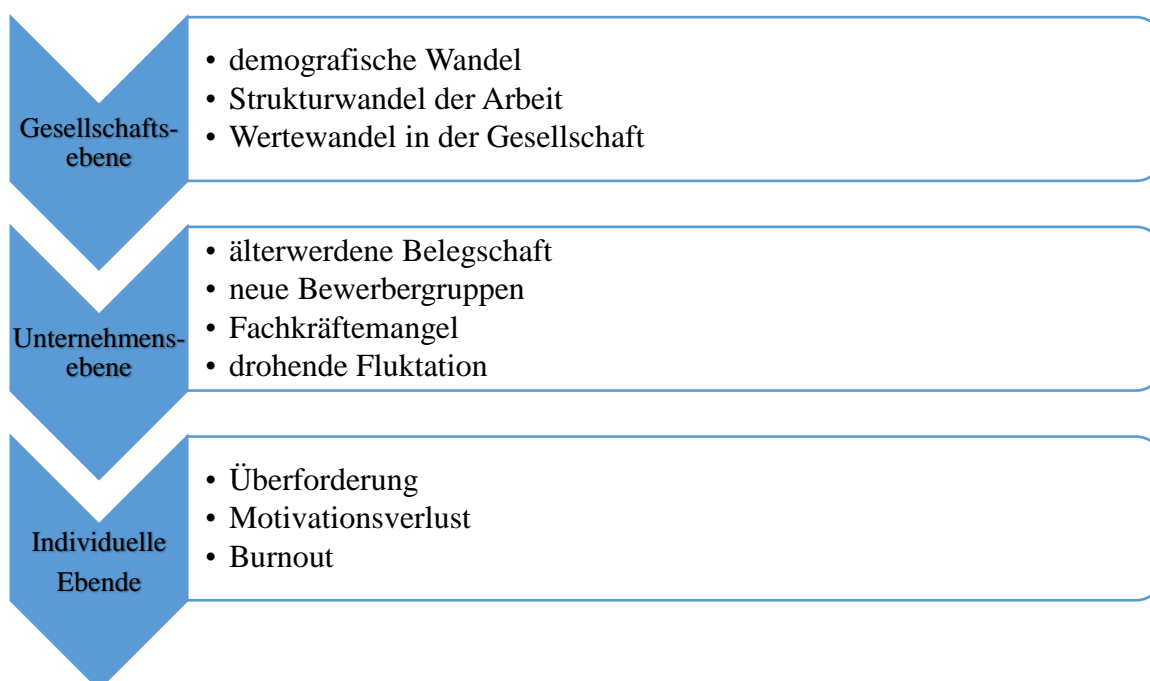 Gesellschafts-
ebene
• demografische Wandel
• Strukturwandel der Arbeit
• Wertewandel in der Gesellschaft
Unternehmens-
ebene
• älterwerdene Belegschaft
• neue Bewerbergruppen
• Fachkräftemangel
• drohende Fluktation
Individuelle
Ebende
• Überforderung
• Motivationsverlust
• Burnout